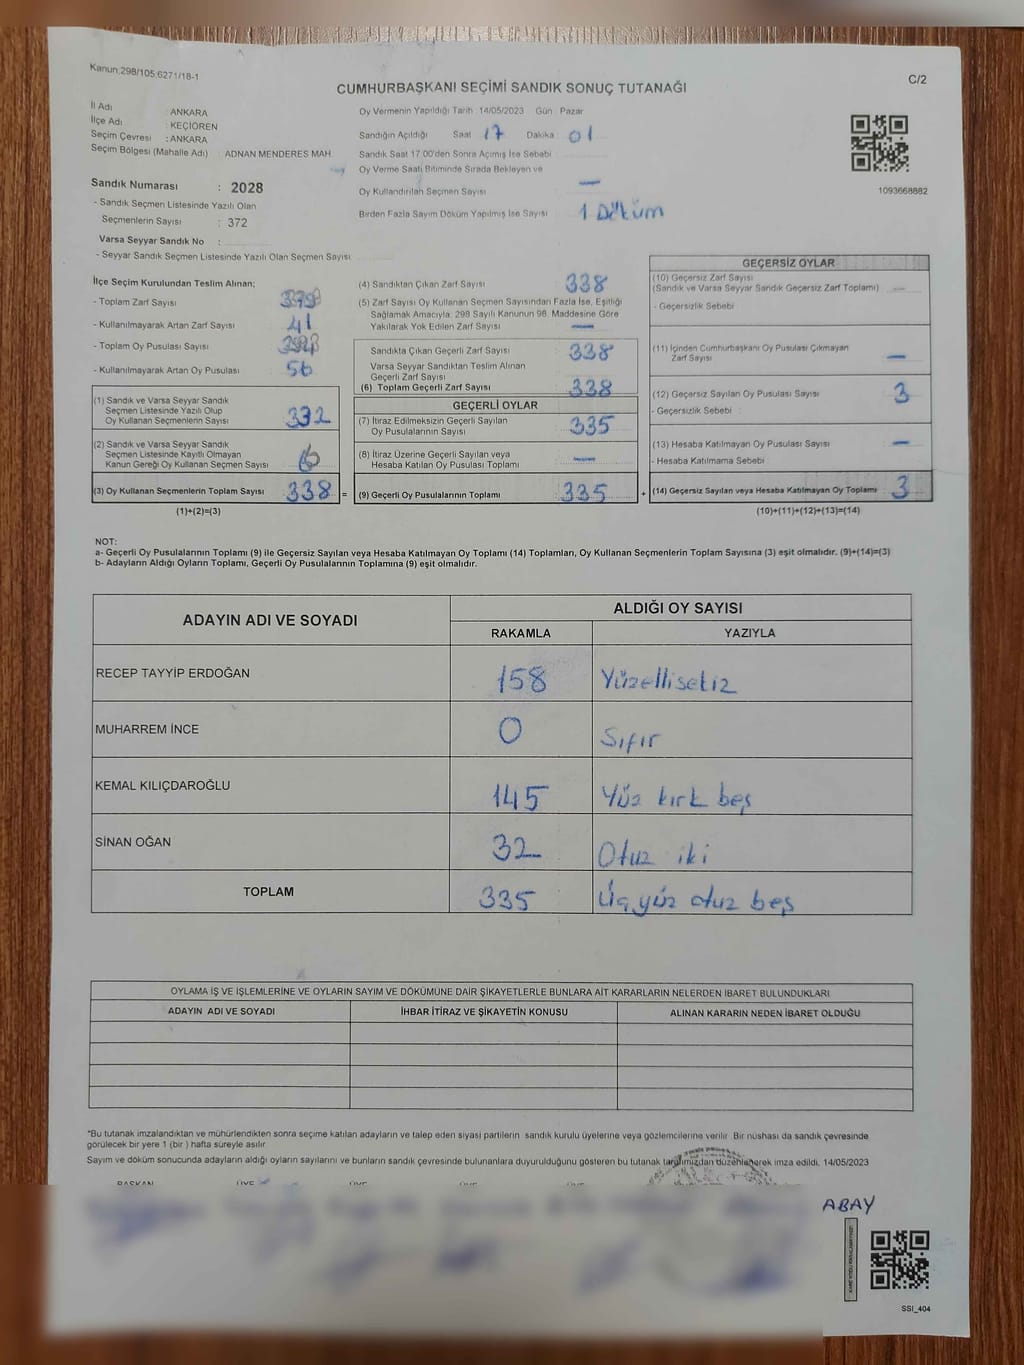 Kanun,298/105,6271/18-1
C/2
CUMHURBAŞKANI SEÇİMİ SANDIK SONUÇ TUTANAĞI
İl Adı : ANKARA
İlçe Adı : KEÇİÖREN
Seçim Çevresi : ANKARA
Seçim Bölgesi (Mahalle Adı) : ADNAN MENDERES MAH.
Sandık Numarası : 2028
- Sandık Seçmen Listesinde Yazılı Olan
Seçmenlerin Sayısı : 372
Varsa Seyyar Sandık No :
- Seyyar Sandık Seçmen Listesinde Yazılı Olan Seçmen Sayısı
Oy Vermenin Yapıldığı Tarih 14/05/2023 Gün : Pazar
Sandığın Açıldığı Saat 17 Dakika : 01
Sandık Saat 17.00'den Sonra Açımış İse Sebebi
Oy Verme Saati Bitiminde Sırada Bekleyen ve
Oy Kullandırılan Seçmen Sayısı —
Birden Fazla Sayım Döküm Yapılmış İse Sayısı 1 Döküm
1093668882
İlçe Seçim Kurulundan Teslim Alınan;
- Toplam Zarf Sayısı
- Kullanılmayarak Artan Zarf Sayısı 41
- Toplam Oy Pusulası Sayısı
- Kullanılmayarak Artan Oy Pusulası 56
(1) Sandık ve Varsa Seyyar Sandık
Seçmen Listesinde Yazılı Olup
Oy Kullanan Seçmenlerin Sayısı 332
(2) Sandık ve Varsa Seyyar Sandık
Seçmen Listesinde Kayıtlı Olmayan
Kanun Gereği Oy Kullanan Seçmen Sayısı 6
(3) Oy Kullanan Seçmenlerin Toplam Sayısı 338 =
(1)+(2)=(3)
(4) Sandıktan Çıkan Zarf Sayısı 338
(5) Zarf Sayısı Oy Kullanan Seçmen Sayısından Fazla İse, Eşitliği
Sağlamak Amacıyla, 298 Sayılı Kanunun 98. Maddesine Göre
Yakılarak Yok Edilen Zarf Sayısı —
Sandıkta Çıkan Geçerli Zarf Sayısı 338
Varsa Seyyar Sandıktan Teslim Alınan
Geçerli Zarf Sayısı
(6) Toplam Geçerli Zarf Sayısı 338
GEÇERLİ OYLAR
(7) İtiraz Edilmeksizin Geçerli Sayılan
Oy Pusulalarının Sayısı 335
(8) İtiraz Üzerine Geçerli Sayılan veya
Hesaba Katılan Oy Pusulası Toplamı —
(9) Geçerli Oy Pusulalarının Toplamı 335 +
GEÇERSİZ OYLAR
(10) Geçersiz Zarf Sayısı
(Sandık ve Varsa Seyyar Sandık Geçersiz Zarf Toplamı) —
- Geçersizlik Sebebi
(11) İçinden Cumhurbaşkanı Oy Pusulası Çıkmayan
Zarf Sayısı —
(12) Geçersiz Sayılan Oy Pusulası Sayısı 3
- Geçersizlik Sebebi :
(13) Hesaba Katılmayan Oy Pusulası Sayısı —
- Hesaba Katılmama Sebebi
(14) Geçersiz Sayılan veya Hesaba Katılmayan Oy Toplamı 3
(10)+(11)+(12)+(13)=(14)
NOT:
a- Geçerli Oy Pusulalarının Toplamı (9) ile Geçersiz Sayılan veya Hesaba Katılmayan Oy Toplamı (14) Toplamları, Oy Kullanan Seçmenlerin Toplam Sayısına (3) eşit olmalıdır. (9)+(14)=(3)
b- Adayların Aldığı Oyların Toplamı, Geçerli Oy Pusulalarının Toplamına (9) eşit olmalıdır.
ADAYIN ADI VE SOYADI ALDIĞI OY SAYISI
RAKAMLA YAZIYLA
RECEP TAYYİP ERDOĞAN 158 Yüzellisekiz
MUHARREM İNCE 0 Sıfır
KEMAL KILIÇDAROĞLU 145 Yüz kırk beş
SİNAN OĞAN 32 Otuz iki
TOPLAM 335 Üçyüz otuz beş
OYLAMA İŞ VE İŞLEMLERİNE VE OYLARIN SAYIM VE DÖKÜMÜNE DAİR ŞİKAYETLERLE BUNLARA AİT KARARLARIN NELERDEN İBARET BULUNDUKLARI
ADAYIN ADI VE SOYADI İHBAR İTİRAZ VE ŞİKAYETİN KONUSU ALINAN KARARIN NEDEN İBARET OLDUĞU
*Bu tutanak imzalandıktan ve mühürlendikten sonra seçime katılan adayların ve talep eden siyasi partilerin sandık kurulu üyelerine veya gözlemcilerine verilir. Bir nüshası da sandık çevresinde
görülecek bir yere 1 (bir) hafta süreyle asılır.
Sayım ve döküm sonucunda adayların aldığı oyların sayılarını ve bunların sandık çevresinde bulunanlara duyurulduğunu gösteren bu tutanak tarafımızdan düzenlenerek imza edildi. 14/05/2023
BAŞKAN ÜYE ÜYE ÜYE ÜYE
ABAY
SSI_404